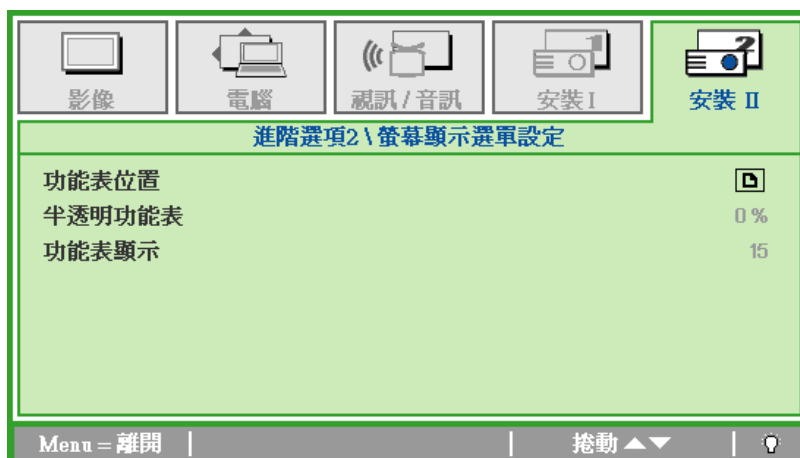 影像 電腦 視訊 / 音訊 安裝 I 安裝 II
進階選項2 \ 螢幕顯示選單設定
功能表位置
半透明功能表 0 %
功能表顯示 15
Menu = 離開 捲動▲▼